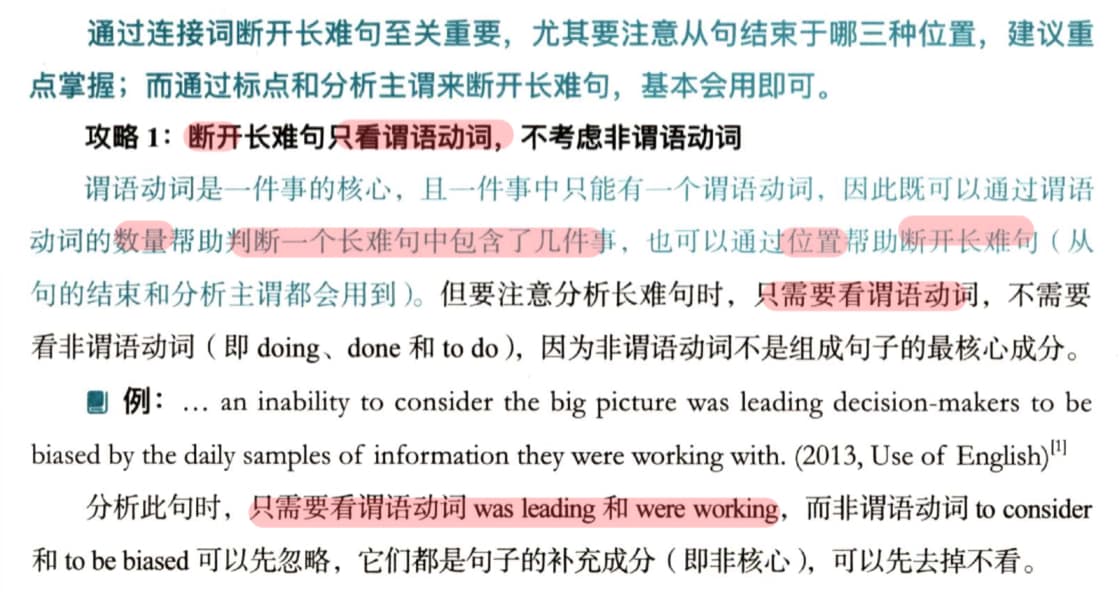 通过连接词断开长难句至关重要，尤其要注意从句结束于哪三种位置，建议重
点掌握；而通过标点和分析主谓来断开长难句，基本会用即可。
攻略 1：断开长难句只看谓语动词，不考虑非谓语动词
谓语动词是一件事的核心，且一件事中只能有一个谓语动词，因此既可以通过谓语
动词的数量帮助判断一个长难句中包含了几件事，也可以通过位置帮助断开长难句（从
句的结束和分析主谓都会用到）。但要注意分析长难句时，只需要看谓语动词，不需要
看非谓语动词（即 doing、done 和 to do），因为非谓语动词不是组成句子的最核心成分。
例：… an inability to consider the big picture was leading decision-makers to be
biased by the daily samples of information they were working with. (2013, Use of English)[1]
分析此句时，只需要看谓语动词 was leading 和 were working，而非谓语动词 to consider
和 to be biased 可以先忽略，它们都是句子的补充成分（即非核心），可以先去掉不看。